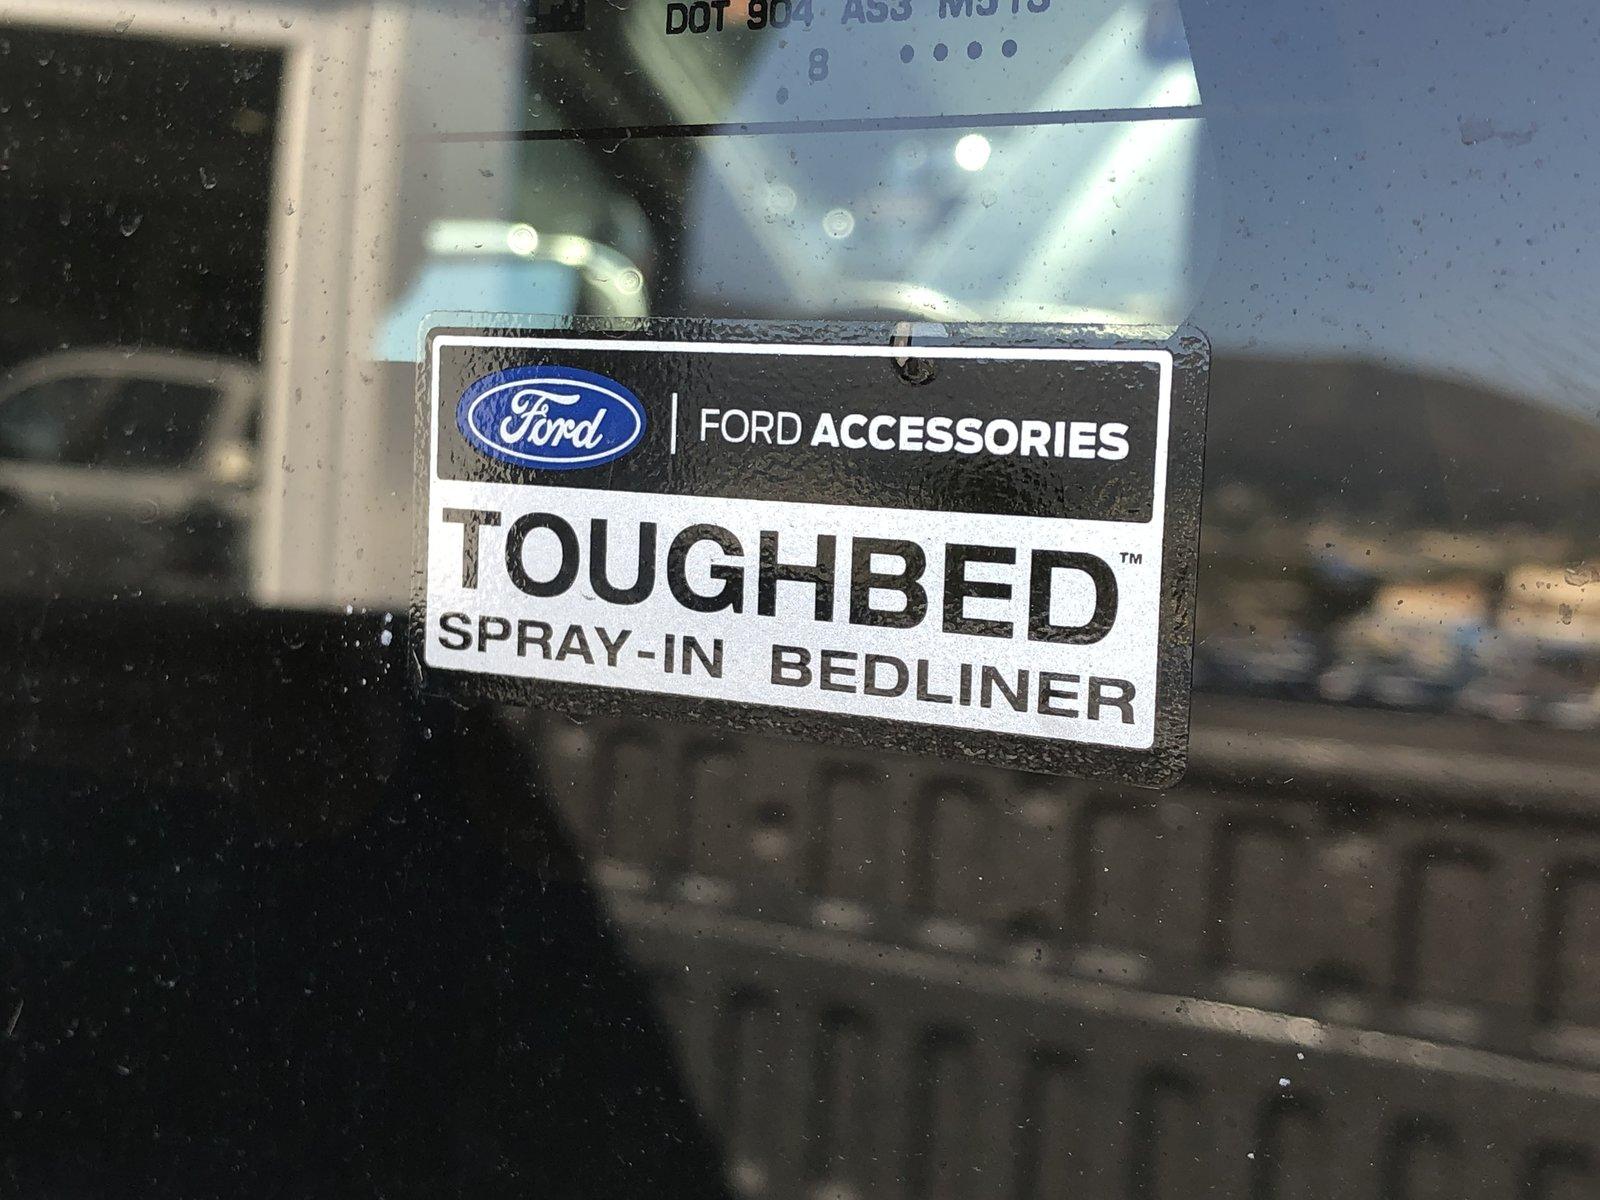 DOT 904 AS3
8
Ford | FORD ACCESSORIES
TOUGHBED™
SPRAY-IN BEDLINER